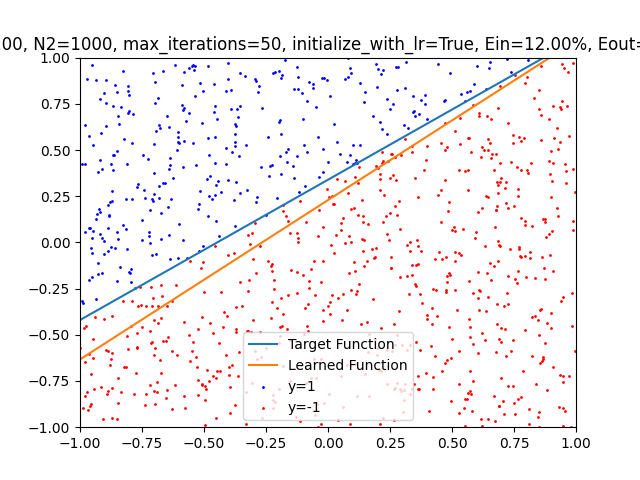 00, N2=1000, max_iterations=50, initialize_with_lr=True, Ein=12.00%, Eout=
1.00
0.75
0.50
0.25
0.00
−0.25
−0.50
−0.75
−1.00
Target Function
Learned Function
y=1
y=-1
−1.00 −0.75 −0.50 −0.25 0.00 0.25 0.50 0.75 1.00